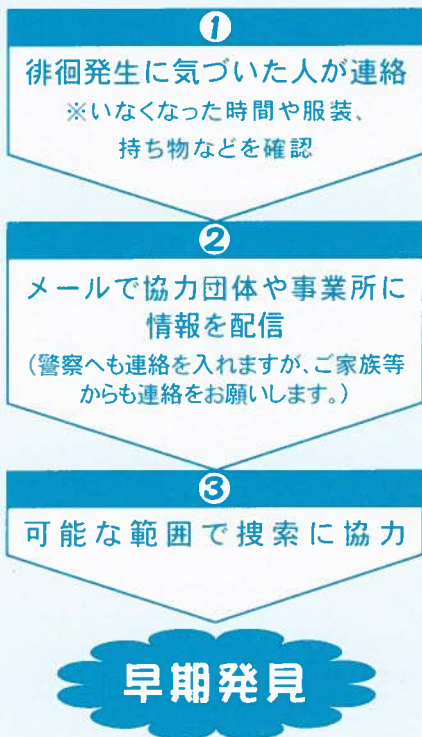 1
徘徊発生に気づいた人が連絡
※いなくなった時間や服装、
持ち物などを確認
2
メールで協力団体や事業所に
情報を配信
(警察へも連絡を入れますが、ご家族等
からも連絡をお願いします。)
3
可能な範囲で捜索に協力
早期発見